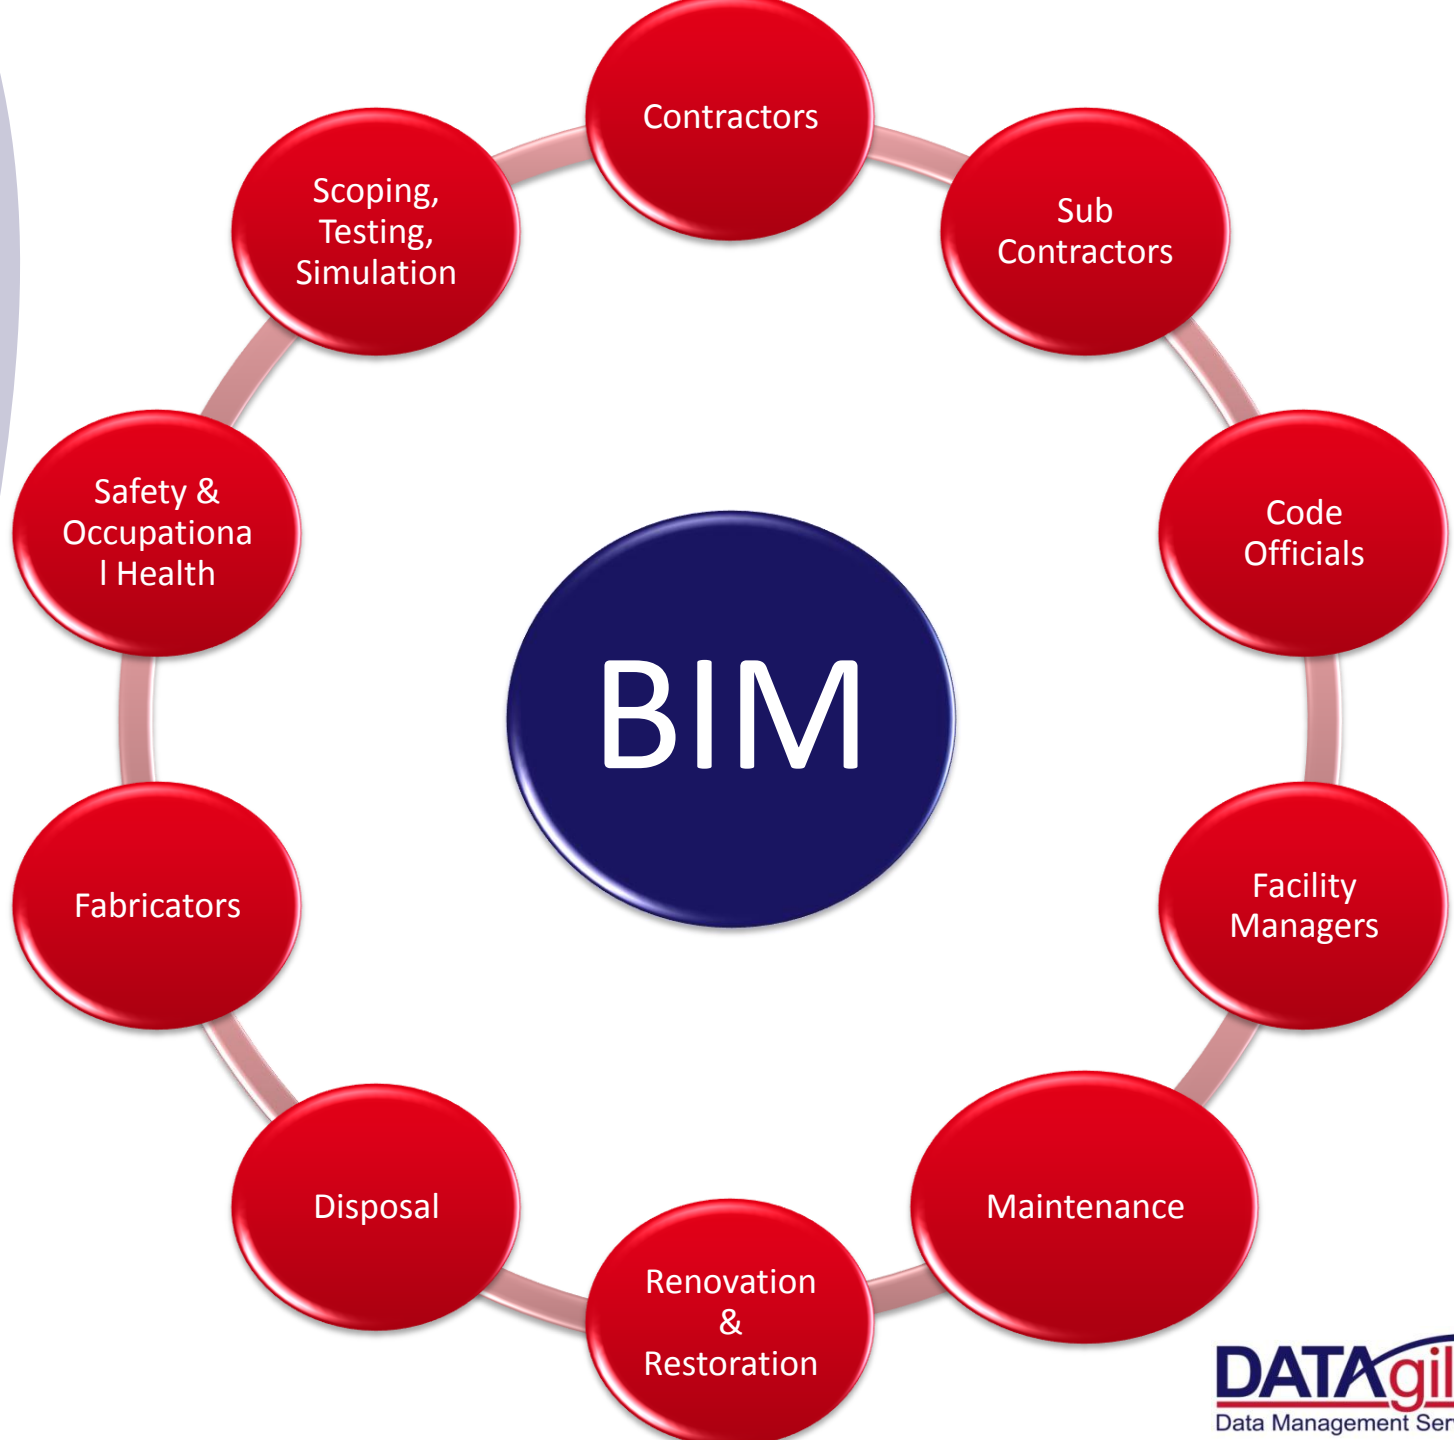 Contractors
Sub
Contractors
Code
Officials
Facility
Managers
Maintenance
Renovation
&
Restoration
Disposal
Fabricators
Safety &
Occupationa
l Health
Scoping,
Testing,
Simulation
BIM
DATAgil
Data Management Ser